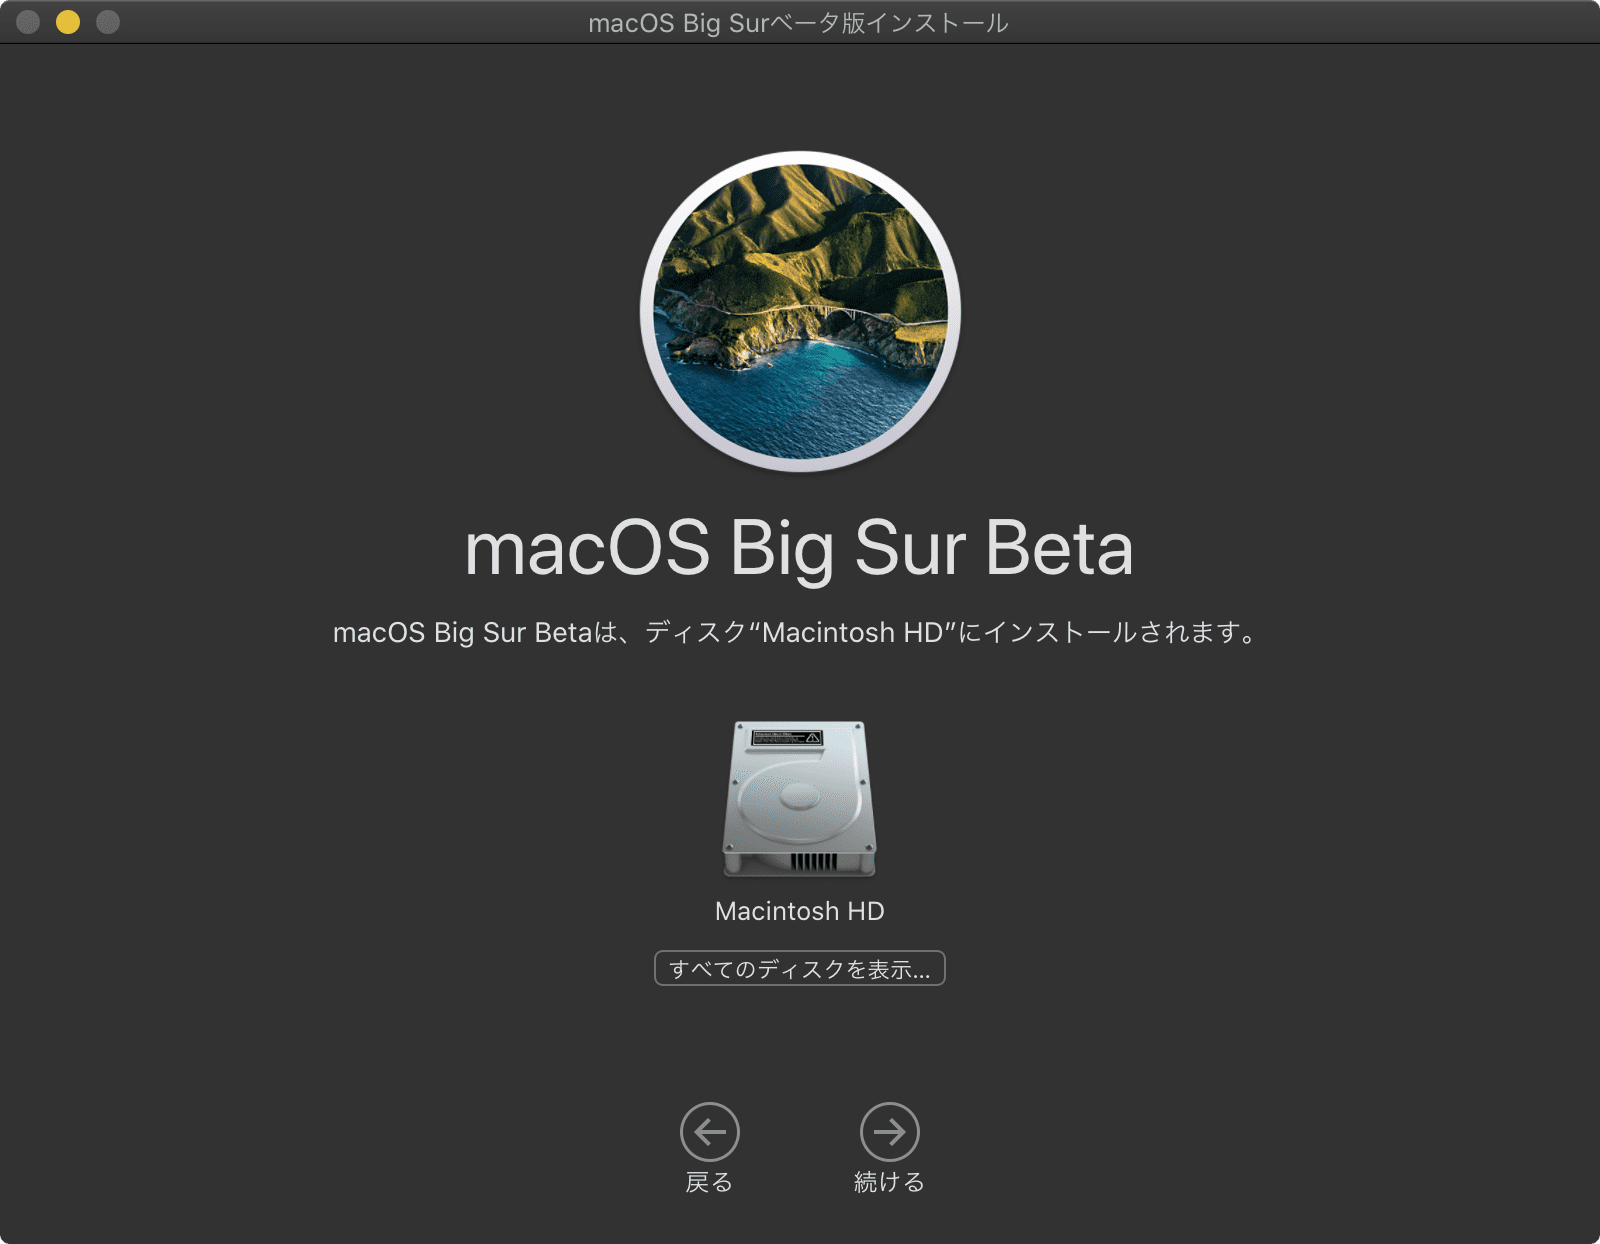 macOS Big Surベータ版インストール
macOS Big Sur Beta
macOS Big Sur Betaは、ディスク“Macintosh HD”にインストールされます。
Macintosh HD
すべてのディスクを表示...
戻る
続ける